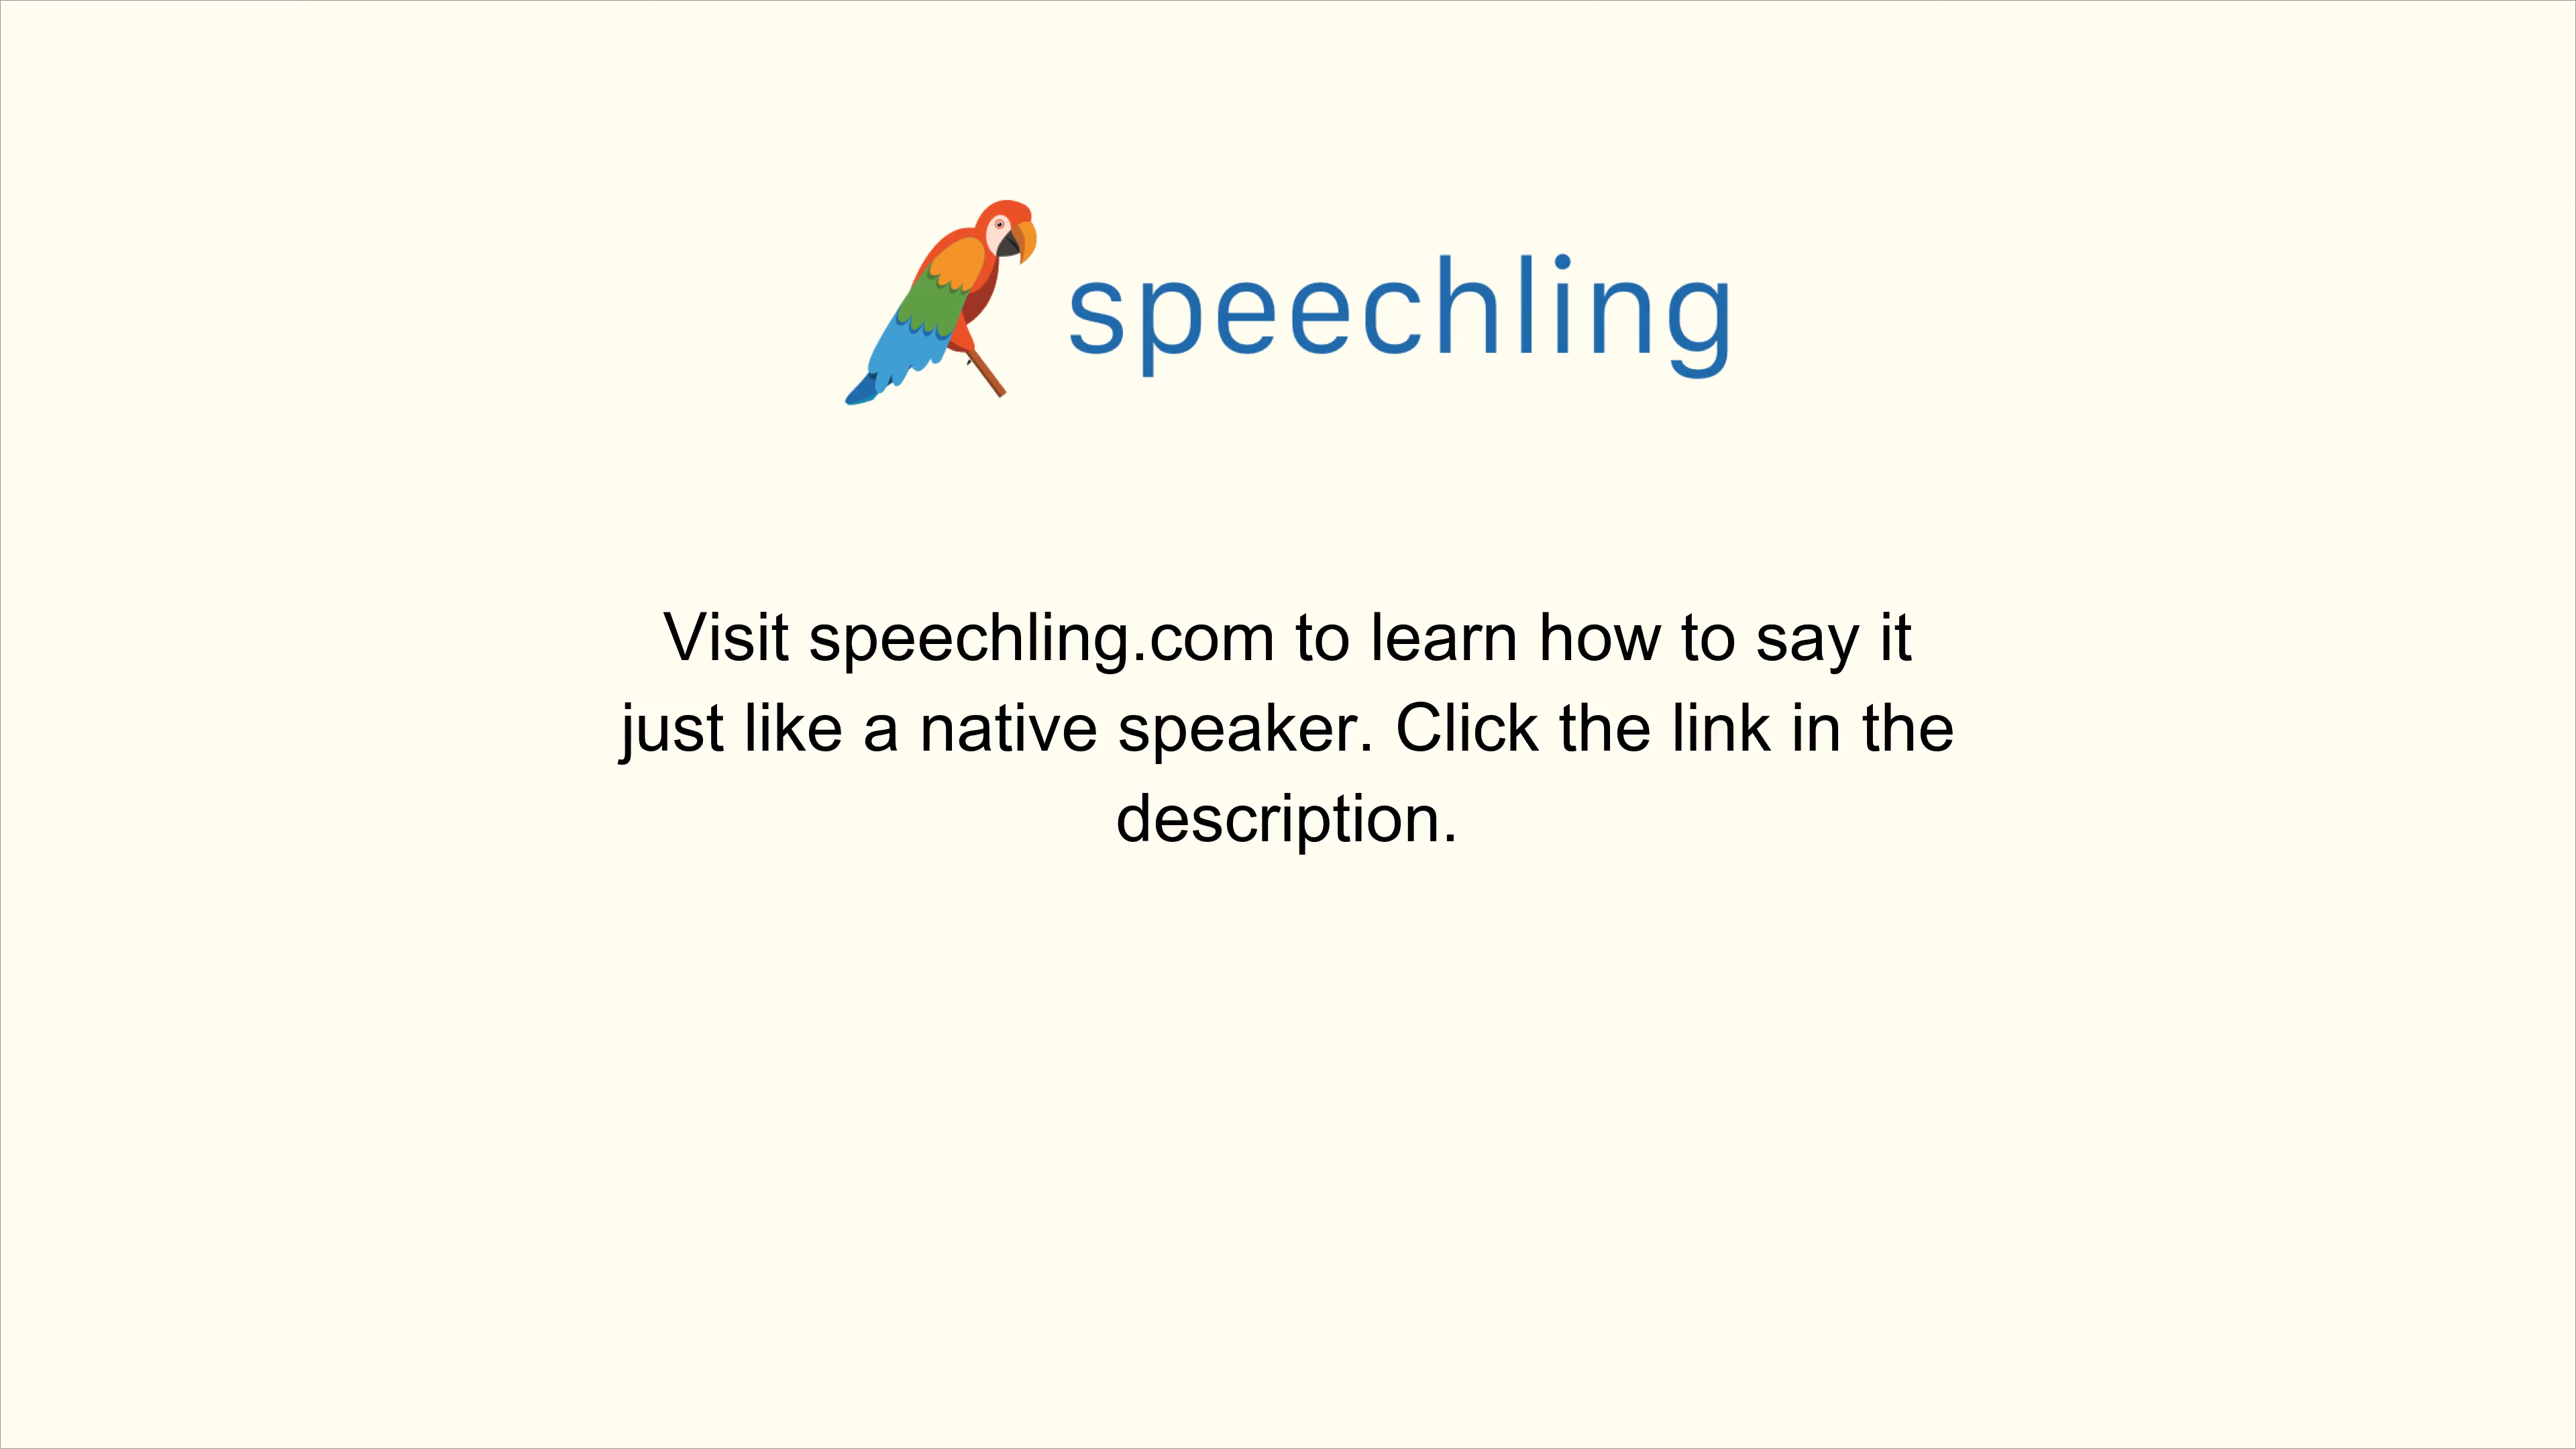 speechling
Visit speechling.com to learn how to say it
just like a native speaker. Click the link in the
description.